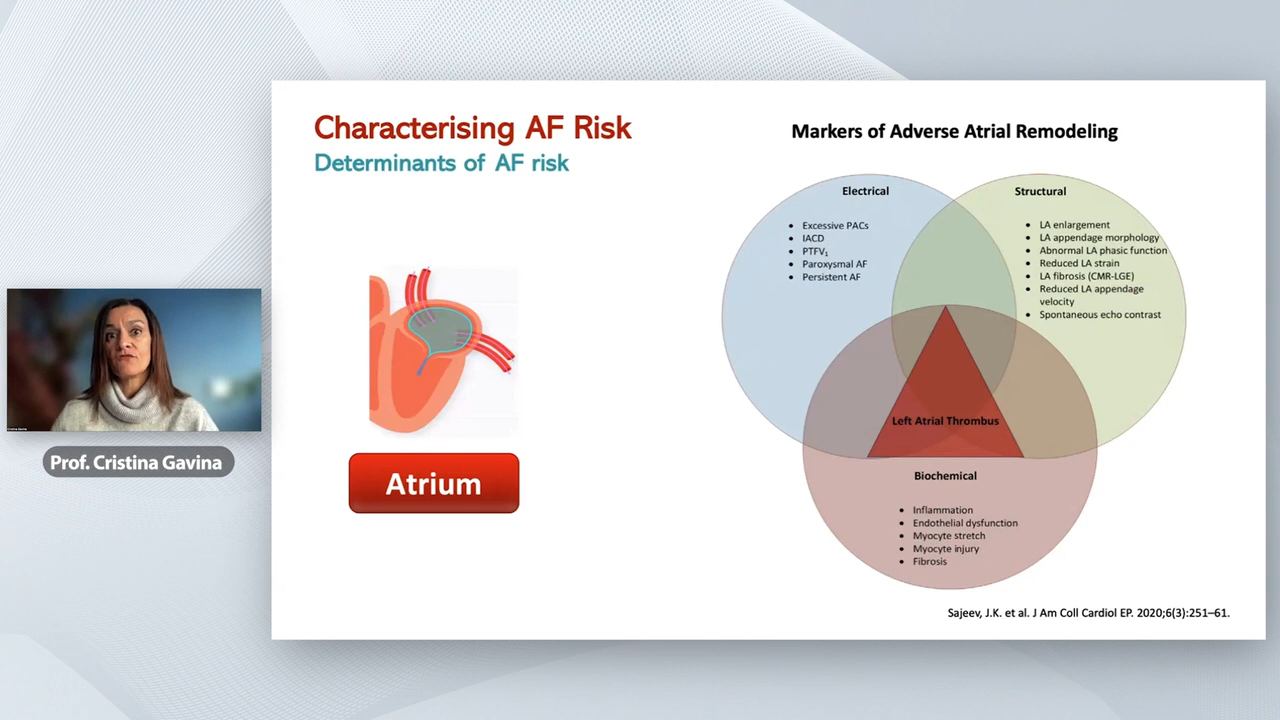 Characterising AF Risk
Determinants of AF risk
Atrium
Prof. Cristina Gavina
Markers of Adverse Atrial Remodeling
Electrical
• Excessive PACs
• IACD
• PTFV₁
• Paroxysmal AF
• Persistent AF
Structural
• LA enlargement
• LA appendage morphology
• Abnormal LA phasic function
• Reduced LA strain
• LA fibrosis (CMR-LGE)
• Reduced LA appendage
velocity
• Spontaneous echo contrast
Left Atrial Thrombus
Biochemical
• Inflammation
• Endothelial dysfunction
• Myocyte stretch
• Myocyte injury
• Fibrosis
Sajeev, J.K. et al. J Am Coll Cardiol EP. 2020;6(3):251–61.